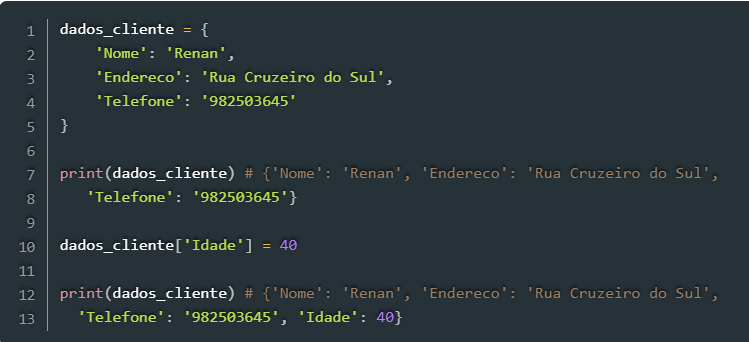 1 dados_cliente = {
2     'Nome': 'Renan',
3     'Endereco': 'Rua Cruzeiro do Sul',
4     'Telefone': '982503645'
5 }
6
7 print(dados_cliente) # {'Nome': 'Renan', 'Endereco': 'Rua Cruzeiro do Sul',
8    'Telefone': '982503645'}
9
10 dados_cliente['Idade'] = 40
11
12 print(dados_cliente) # {'Nome': 'Renan', 'Endereco': 'Rua Cruzeiro do Sul',
13   'Telefone': '982503645', 'Idade': 40}